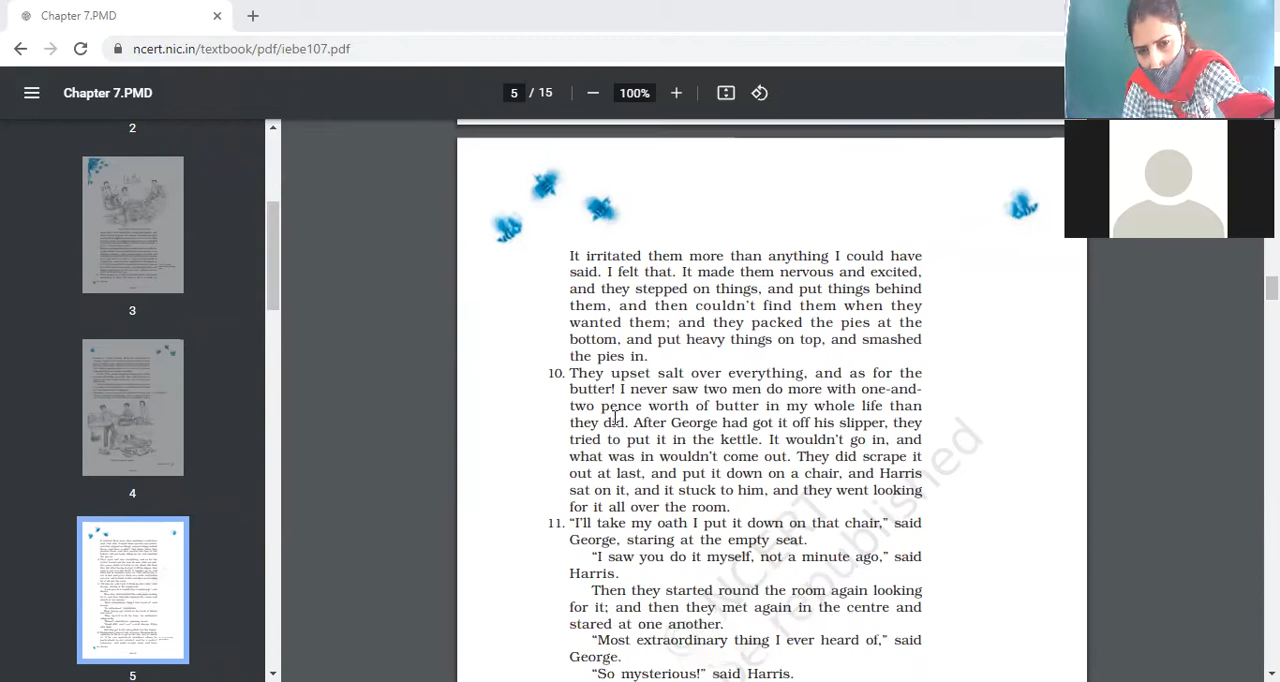 Chapter 7.PMD
ncert.nic.in/textbook/pdf/iebe107.pdf
Chapter 7.PMD
5 / 15
100%
2
3
4
5
It irritated them more than anything I could have
said. I felt that. It made them nervous and excited,
and they stepped on things, and put things behind
them, and then couldn't find them when they
wanted them; and they packed the pies at the
bottom, and put heavy things on top, and smashed
the pies in.
10. They upset salt over everything, and as for the
butter! I never saw two men do more with one-and-
two pence worth of butter in my whole life than
they did. After George had got it off his slipper, they
tried to put it in the kettle. It wouldn't go in, and
what was in wouldn't come out. They did scrape it
out at last, and put it down on a chair, and Harris
sat on it, and it stuck to him, and they went looking
for it all over the room.
11. “I'll take my oath I put it down on that chair,” said
George, staring at the empty seat.
“I saw you do it myself, not a minute ago,” said
Harris.
Then they started round the room again looking
for it; and then they met again in the centre and
stared at one another.
“Most extraordinary thing I ever heard of,” said
George.
“So mysterious!” said Harris.